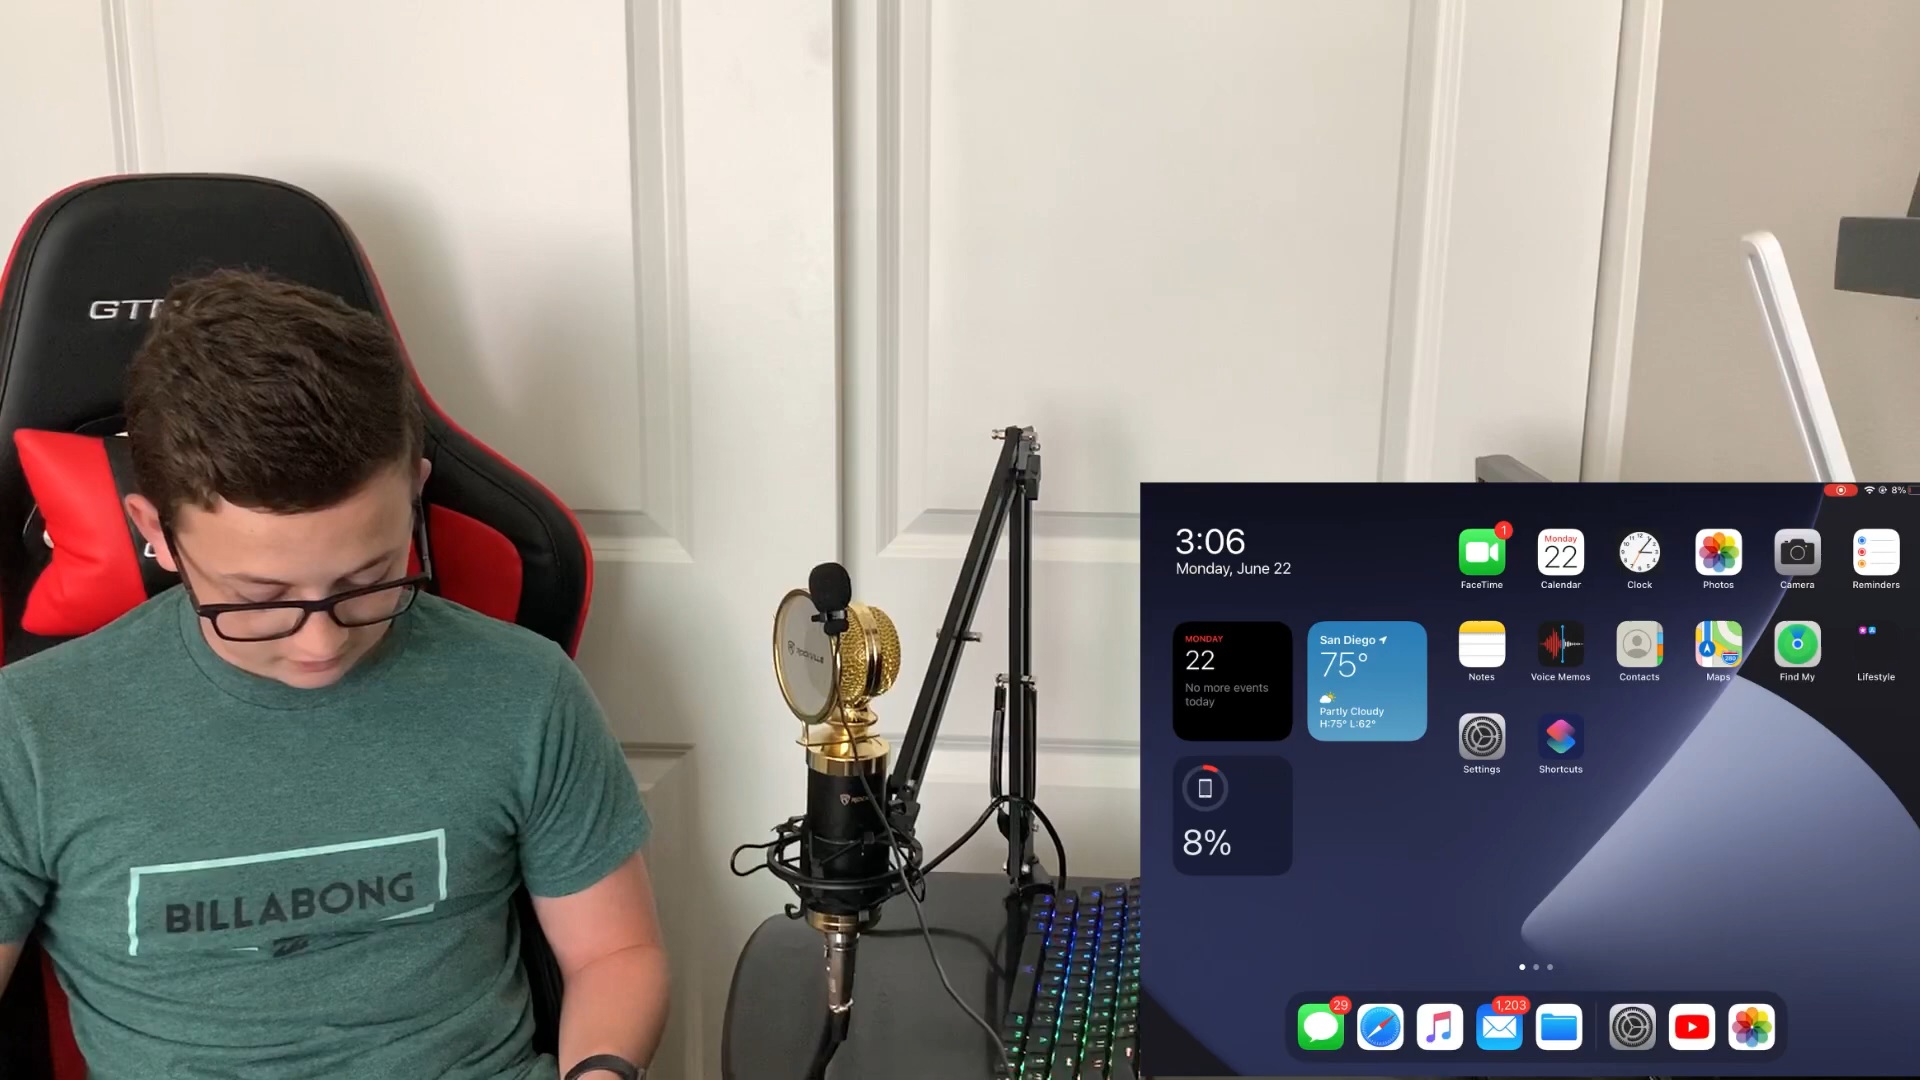 GT
BILLABONG
ROCKVILLE
8%
3:06
Monday, June 22
MONDAY
22
No more events
today
San Diego
75°
Partly Cloudy
H:75° L:62°
8%
1
Monday
22
FaceTime
Calendar
Clock
Photos
Camera
Reminders
280
Notes
Voice Memos
Contacts
Maps
Find My
Lifestyle
Settings
Shortcuts
29
1,203